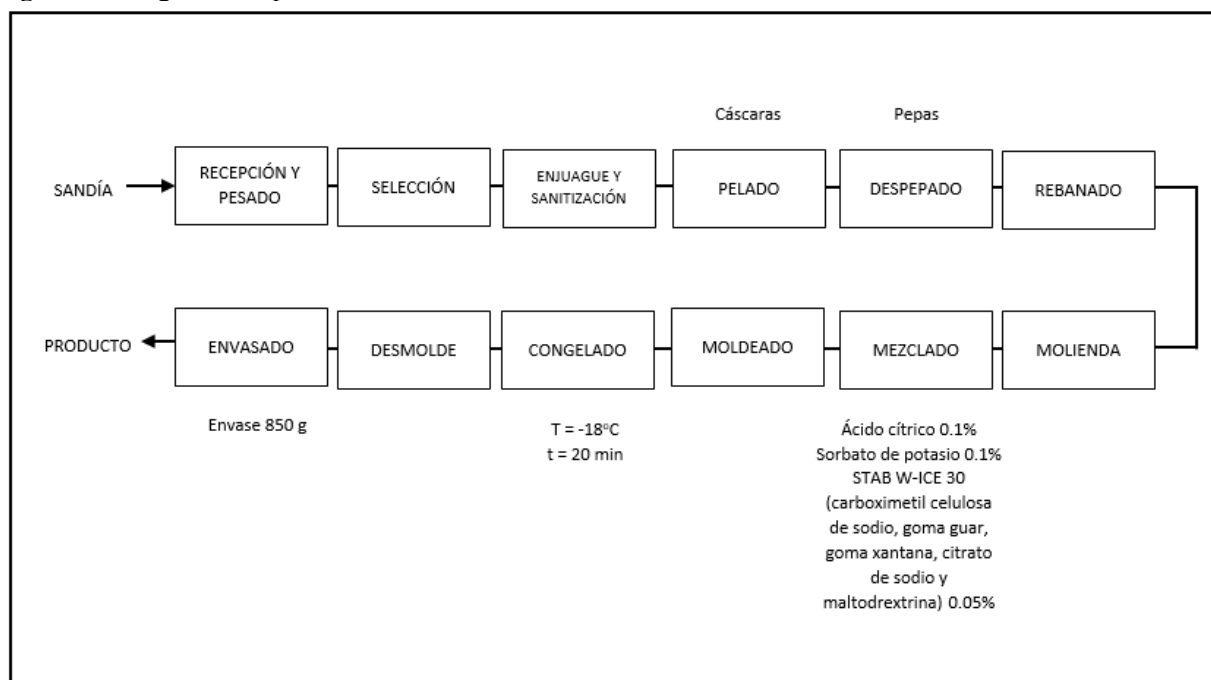 Cáscaras
Pepas
SANDÍA
RECEPCIÓN Y
PESADO
SELECCIÓN
ENJUAGUE Y
SANITIZACIÓN
PELADO
DESPEPADO
REBANADO
PRODUCTO
ENVASADO
DESMOLDE
CONGELADO
MOLDEADO
MEZCLADO
MOLIENDA
Envase 850 g
T = -18°C
t = 20 min
Ácido cítrico 0.1%
Sorbato de potasio 0.1%
STAB W-ICE 30
(carboximetil celulosa
de sodio, goma guar,
goma xantana, citrato
de sodio y
maltodrextrina) 0.05%